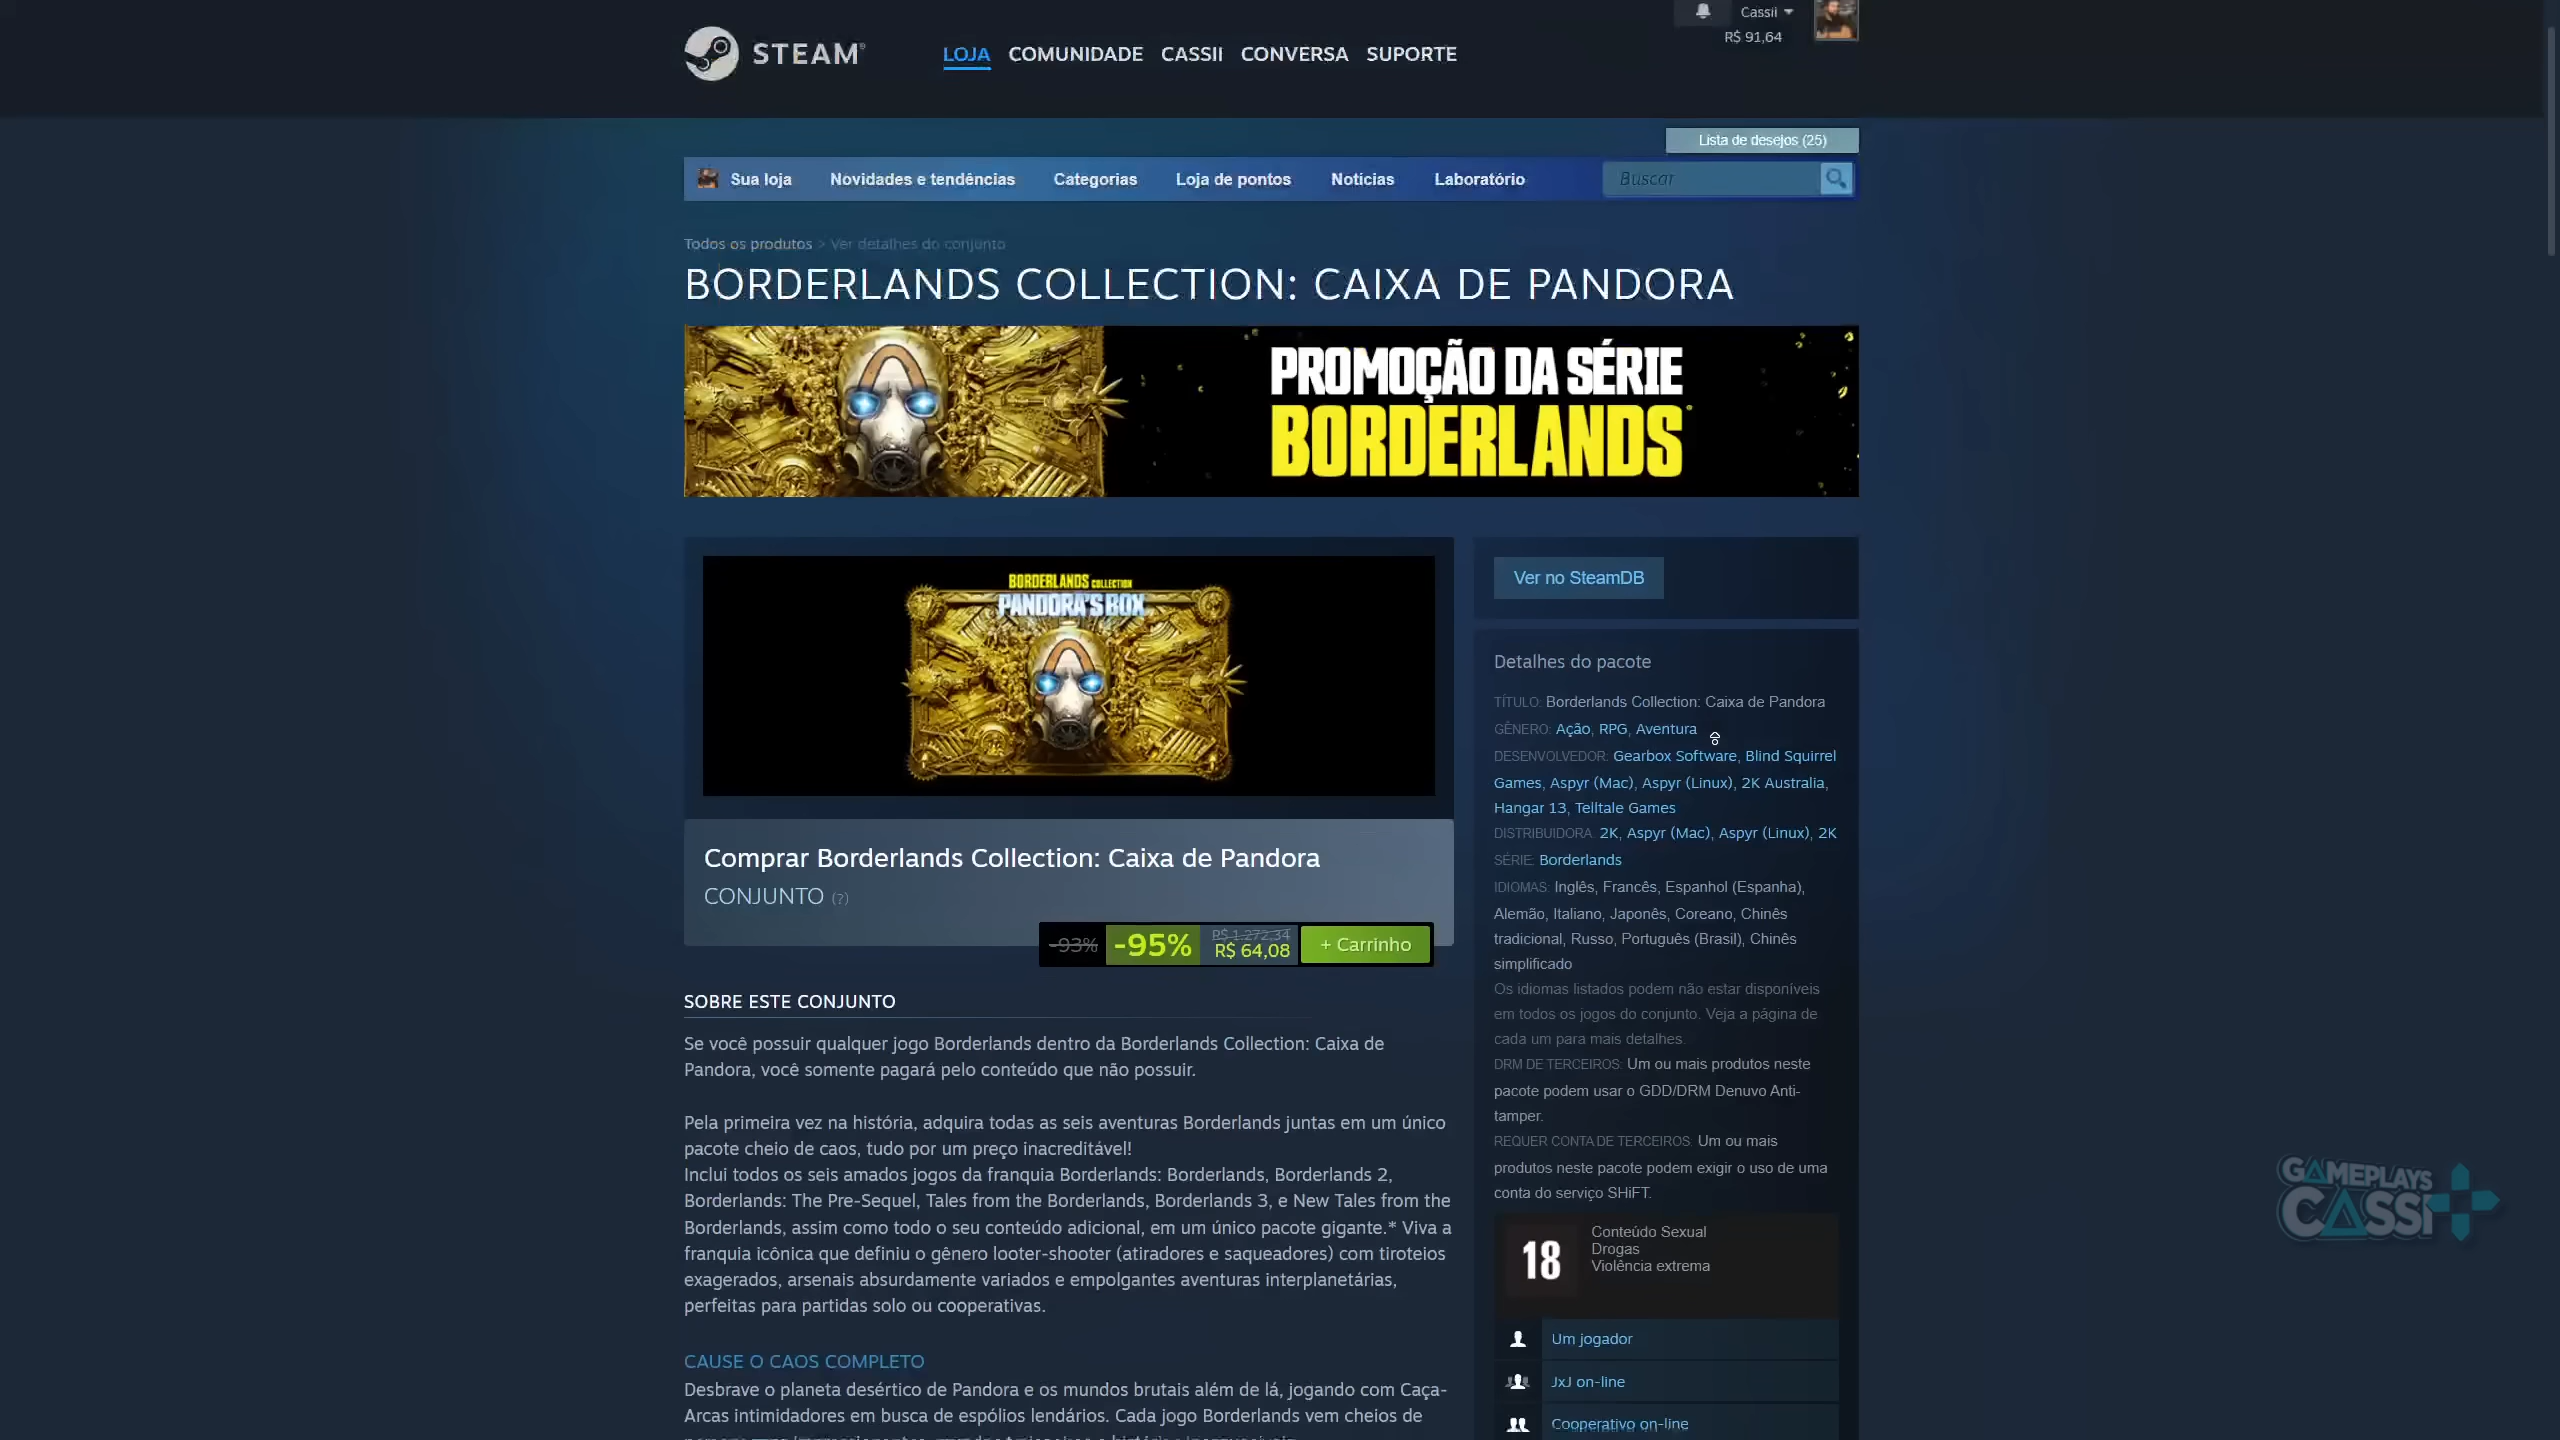 Cassii
R$ 91,64
STEAM
LOJA COMUNIDADE CASSII CONVERSA SUPORTE
Lista de desejos (25)
Sua loja Novidades e tendências Categorias Loja de pontos Notícias Laboratório Buscar
Todos os produtos > Ver detalhes do conjunto
BORDERLANDS COLLECTION: CAIXA DE PANDORA
PROMOÇÃO DA SÉRIE
BORDERLANDS
BORDERLANDS COLLECTION
PANDORA'S BOX
Comprar Borderlands Collection: Caixa de Pandora
CONJUNTO (?)
-93% -95% R$ 1.272,34 R$ 64,08 + Carrinho
SOBRE ESTE CONJUNTO
Se você possuir qualquer jogo Borderlands dentro da Borderlands Collection: Caixa de
Pandora, você somente pagará pelo conteúdo que não possuir.
Pela primeira vez na história, adquira todas as seis aventuras Borderlands juntas em um único
pacote cheio de caos, tudo por um preço inacreditável!
Inclui todos os seis amados jogos da franquia Borderlands: Borderlands, Borderlands 2,
Borderlands: The Pre-Sequel, Tales from the Borderlands, Borderlands 3, e New Tales from the
Borderlands, assim como todo o seu conteúdo adicional, em um único pacote gigante.* Viva a
franquia icônica que definiu o gênero looter-shooter (atiradores e saqueadores) com tiroteios
exagerados, arsenais absurdamente variados e empolgantes aventuras interplanetárias,
perfeitas para partidas solo ou cooperativas.
CAUSE O CAOS COMPLETO
Desbrave o planeta desértico de Pandora e os mundos brutais além de lá, jogando com Caça-
Arcas intimidadores em busca de espólios lendários. Cada jogo Borderlands vem cheios de
Ver no SteamDB
Detalhes do pacote
TÍTULO: Borderlands Collection: Caixa de Pandora
GÊNERO: Ação, RPG, Aventura
DESENVOLVEDOR: Gearbox Software, Blind Squirrel
Games, Aspyr (Mac), Aspyr (Linux), 2K Australia,
Hangar 13, Telltale Games
DISTRIBUIDORA: 2K, Aspyr (Mac), Aspyr (Linux), 2K
SÉRIE: Borderlands
IDIOMAS: Inglês, Francês, Espanhol (Espanha),
Alemão, Italiano, Japonês, Coreano, Chinês
tradicional, Russo, Português (Brasil), Chinês
simplificado
Os idiomas listados podem não estar disponíveis
em todos os jogos do conjunto. Veja a página de
cada um para mais detalhes.
DRM DE TERCEIROS: Um ou mais produtos neste
pacote podem usar o GDD/DRM Denuvo Anti-
tamper.
REQUER CONTA DE TERCEIROS: Um ou mais
produtos neste pacote podem exigir o uso de uma
conta do serviço SHiFT.
18
Conteúdo Sexual
Drogas
Violência extrema
Um jogador
JxJ on-line
Cooperativo on-line
GAMEPLAYS
CASSI